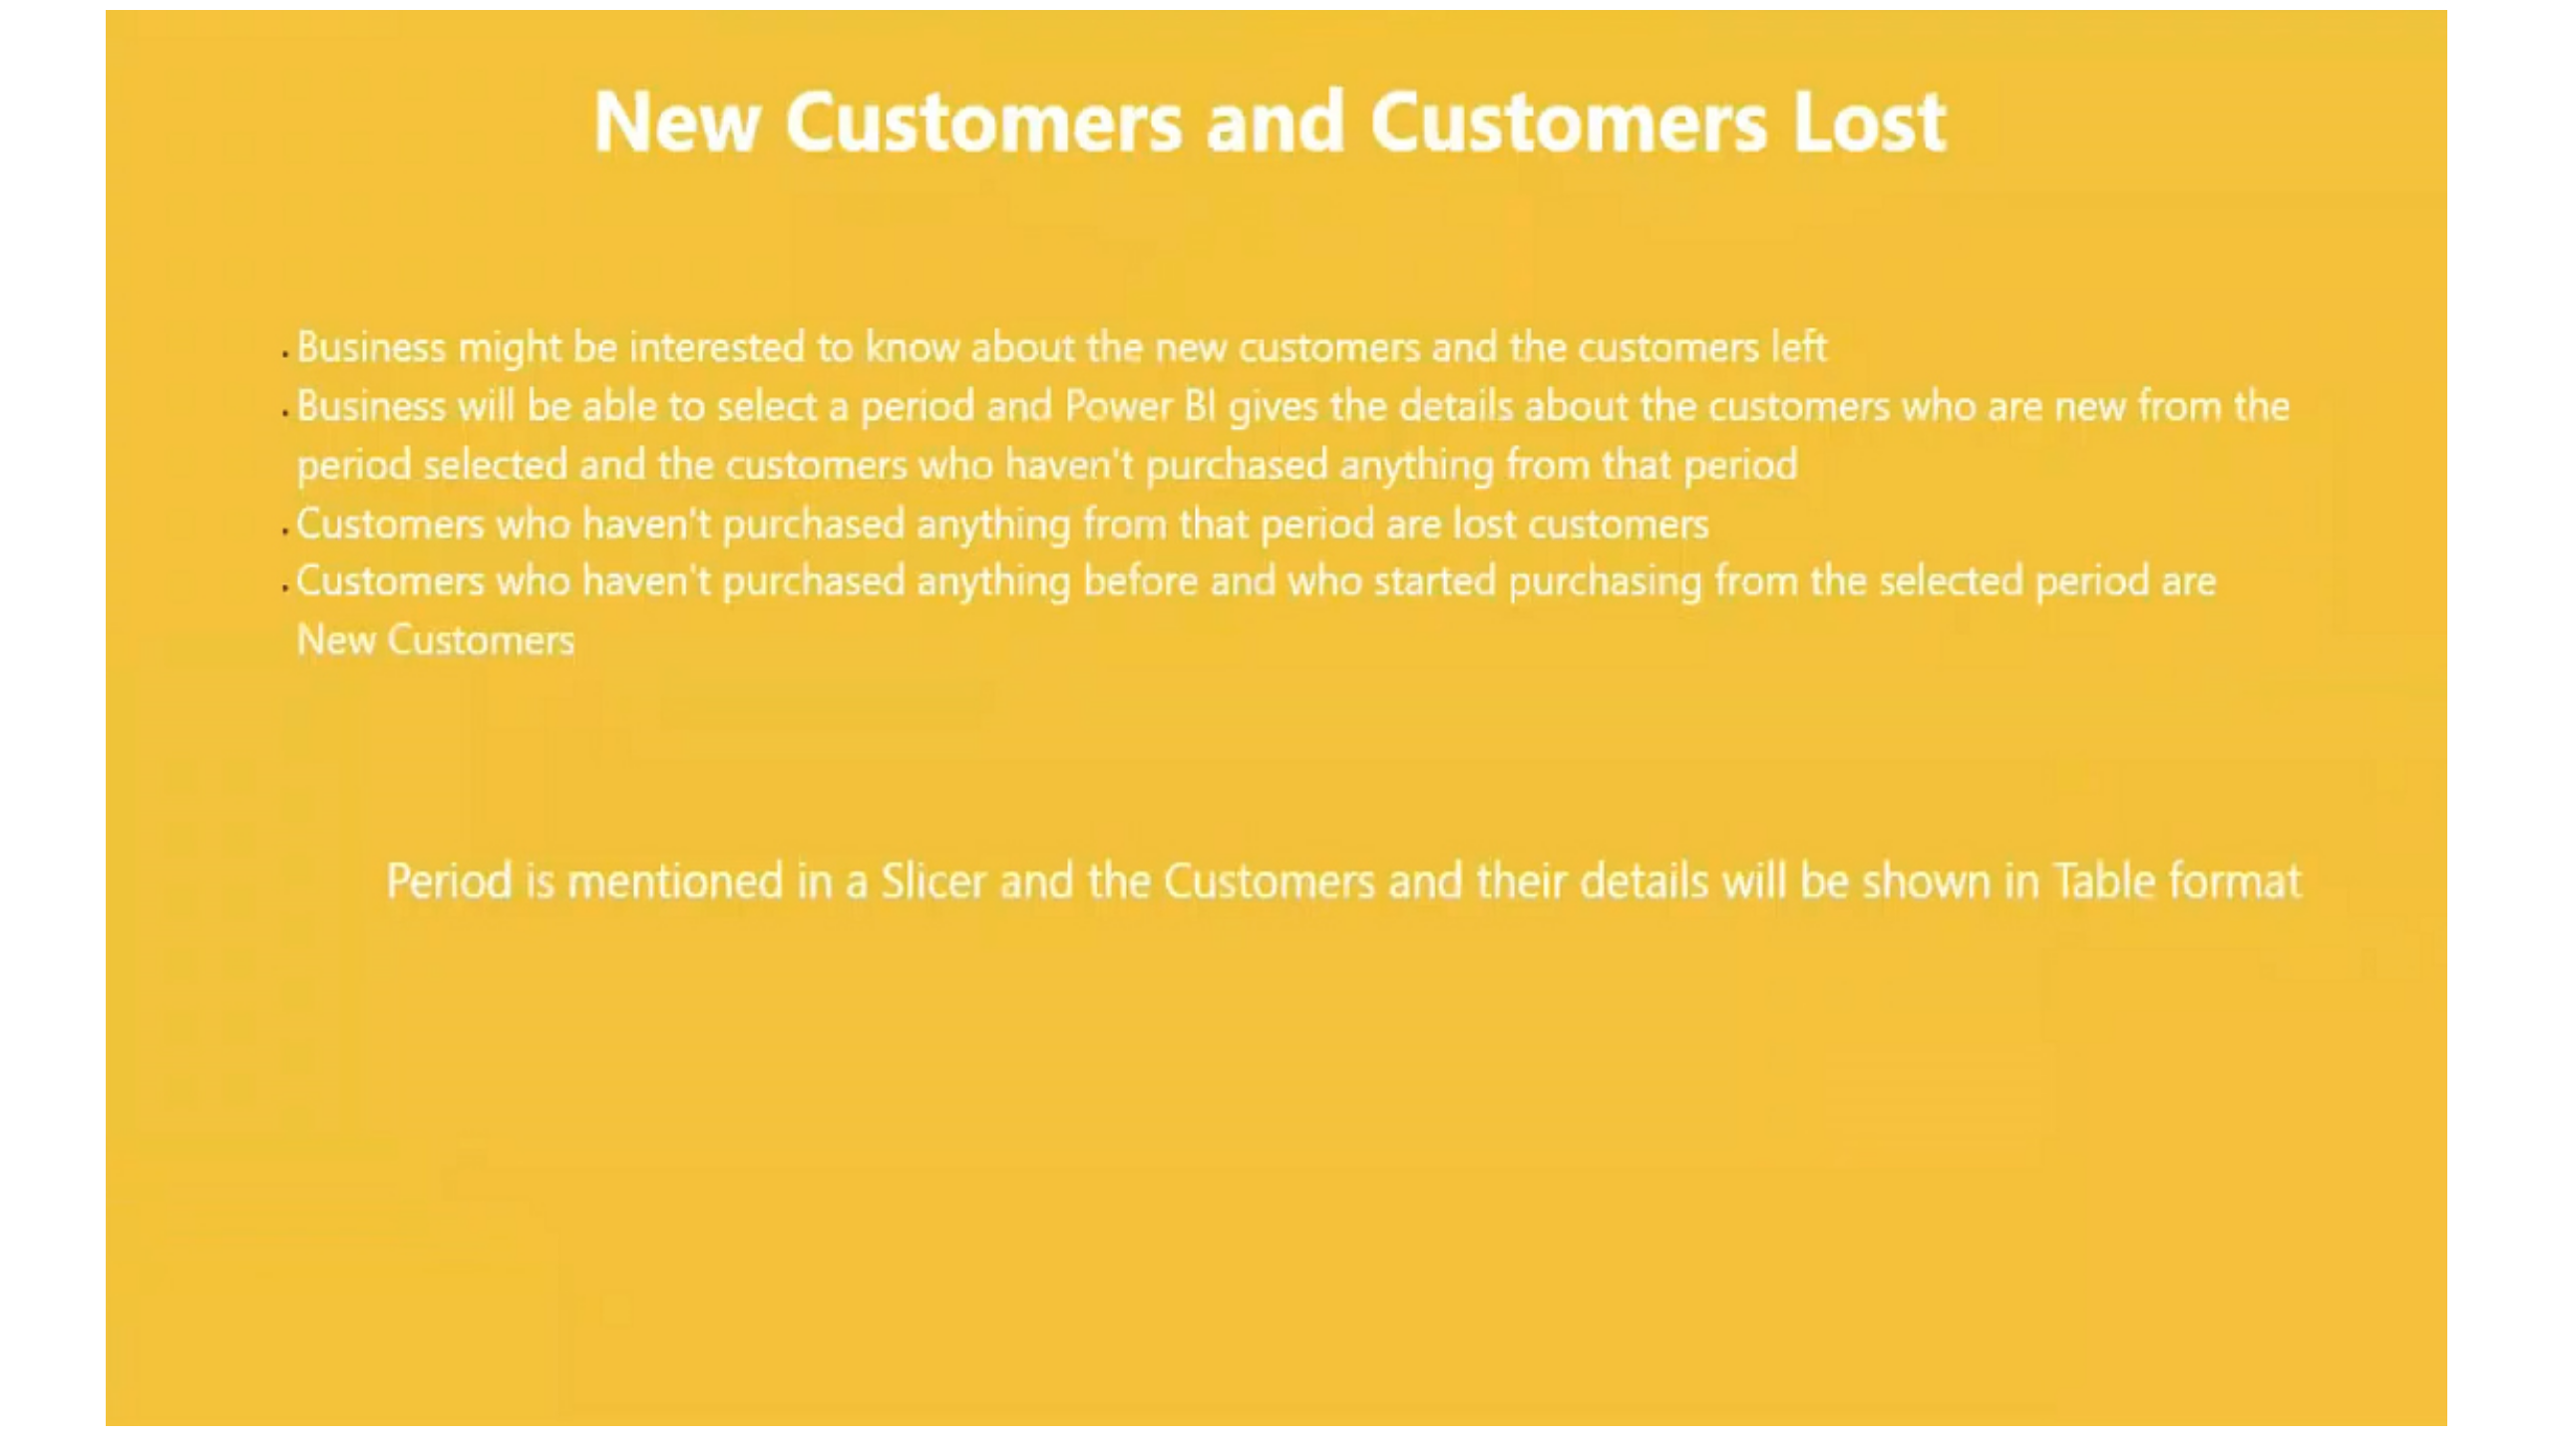 New Customers and Customers Lost
. Business might be interested to know about the new customers and the customers left
. Business will be able to select a period and Power BI gives the details about the customers who are new from the
period selected and the customers who haven't purchased anything from that period
. Customers who haven't purchased anything from that period are lost customers
. Customers who haven't purchased anything before and who started purchasing from the selected period are
New Customers
Period is mentioned in a Slicer and the Customers and their details will be shown in Table format